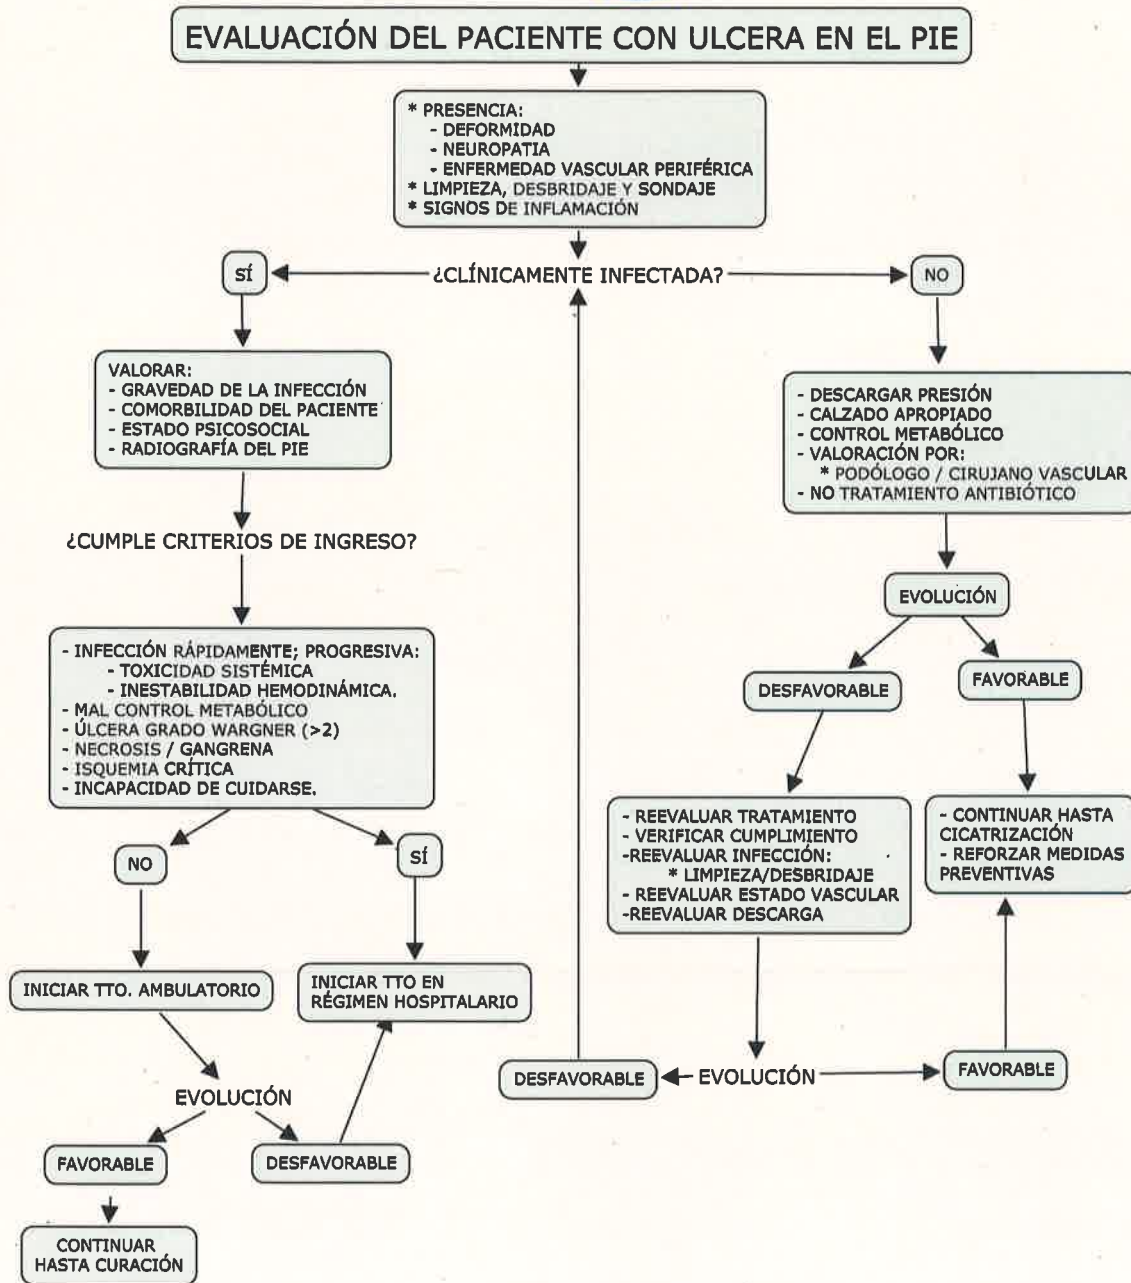 EVALUACIÓN DEL PACIENTE CON ULCERA EN EL PIE
* PRESENCIA:
- DEFORMIDAD
- NEUROPATIA
- ENFERMEDAD VASCULAR PERIFÉRICA
* LIMPIEZA, DESBRIDAJE Y SONDAJE
* SIGNOS DE INFLAMACIÓN
SÍ
¿CLÍNICAMENTE INFECTADA?
NO
VALORAR:
- GRAVEDAD DE LA INFECCIÓN
- COMORBILIDAD DEL PACIENTE
- ESTADO PSICOSOCIAL
- RADIOGRAFÍA DEL PIE
¿CUMPLE CRITERIOS DE INGRESO?
- INFECCIÓN RÁPIDAMENTE; PROGRESIVA:
- TOXICIDAD SISTÉMICA
- INESTABILIDAD HEMODINÁMICA.
- MAL CONTROL METABÓLICO
- ÚLCERA GRADO WARGNER (>2)
- NECROSIS / GANGRENA
- ISQUEMIA CRÍTICA
- INCAPACIDAD DE CUIDARSE.
NO
SÍ
INICIAR TTO. AMBULATORIO
INICIAR TTO EN
RÉGIMEN HOSPITALARIO
EVOLUCIÓN
FAVORABLE
DESFAVORABLE
CONTINUAR
HASTA CURACIÓN
- DESCARGAR PRESIÓN
- CALZADO APROPIADO
- CONTROL METABÓLICO
- VALORACIÓN POR:
* PODÓLOGO / CIRUJANO VASCULAR
- NO TRATAMIENTO ANTIBIÓTICO
EVOLUCIÓN
DESFAVORABLE
FAVORABLE
- REEVALUAR TRATAMIENTO
- VERIFICAR CUMPLIMIENTO
-REEVALUAR INFECCIÓN:
* LIMPIEZA/DESBRIDAJE
- REEVALUAR ESTADO VASCULAR
-REEVALUAR DESCARGA
- CONTINUAR HASTA
CICATRIZACIÓN
- REFORZAR MEDIDAS
PREVENTIVAS
DESFAVORABLE
EVOLUCIÓN
FAVORABLE